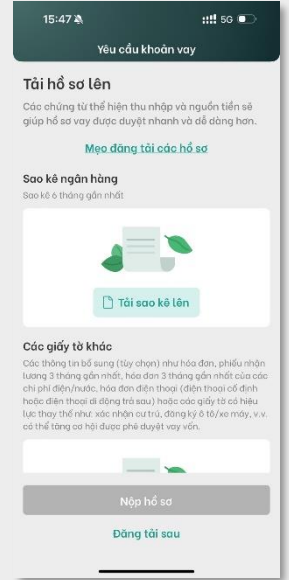 15:47 5G
Yêu cầu khoản vay
Tải hồ sơ lên
Các chứng từ thể hiện thu nhập và nguồn tiền sẽ
giúp hồ sơ vay được duyệt nhanh và dễ dàng hơn.
Mẹo đăng tải các hồ sơ
Sao kê ngân hàng
Sao kê 6 tháng gần nhất
Tải sao kê lên
Các giấy tờ khác
Các thông tin bổ sung (tùy chọn) như hóa đơn, phiếu nhận
lương 3 tháng gần nhất, hóa đơn 3 tháng gần nhất của các
chi phí điện/nước, hóa đơn điện thoại (điện thoại cố định
hoặc điện thoại di động trả sau) hoặc các giấy tờ có hiệu
lực thay thế như: xác nhận cư trú, đăng ký ô tô/xe máy, v.v.
có thể tăng cơ hội được phê duyệt vay vốn.
Nộp hồ sơ
Đăng tải sau